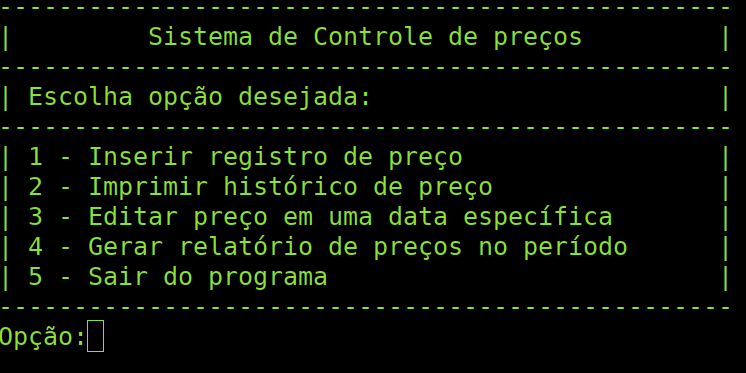 -------------------------------------------------
|         Sistema de Controle de preços         |
-------------------------------------------------
| Escolha opção desejada:                       |
-------------------------------------------------
| 1 - Inserir registro de preço                 |
| 2 - Imprimir histórico de preço               |
| 3 - Editar preço em uma data específica       |
| 4 - Gerar relatório de preços no período      |
| 5 - Sair do programa                          |
-------------------------------------------------
Opção: